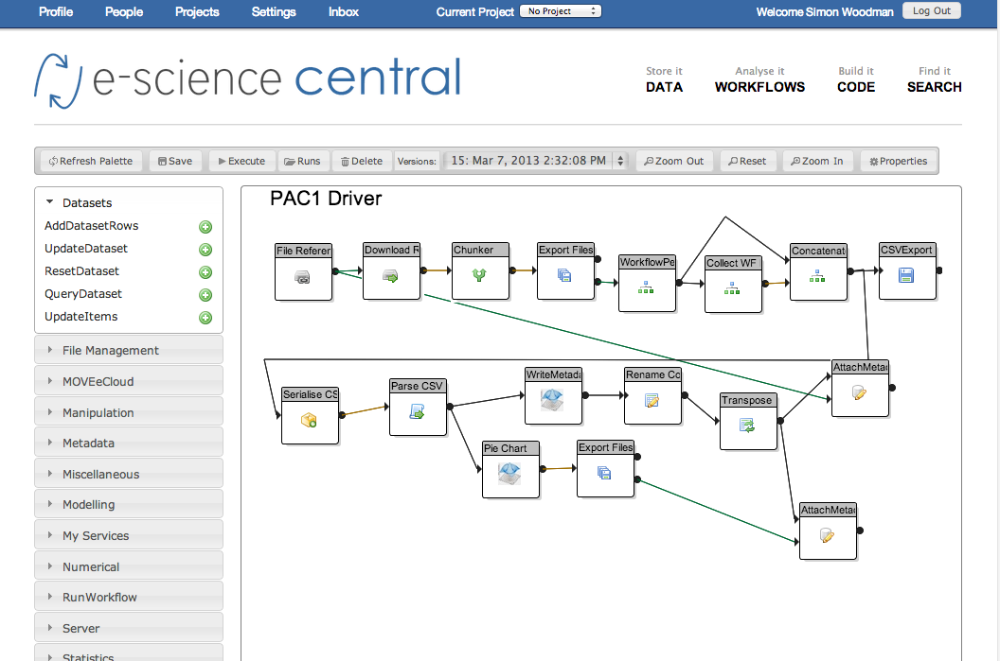 Profile People Projects Settings Inbox Current Project No Project Welcome Simon Woodman Log Out
e-science central
Store it Analyse it Build it Find it
DATA WORKFLOWS CODE SEARCH
Refresh Palette Save Execute Runs Delete Versions: 15: Mar 7, 2013 2:32:08 PM Zoom Out Reset Zoom In Properties
Datasets
AddDatasetRows
UpdateDataset
ResetDataset
QueryDataset
UpdateItems
File Management
MOVEeCloud
Manipulation
Metadata
Miscellaneous
Modelling
My Services
Numerical
RunWorkflow
Server
Statistics
PAC1 Driver
File Referen Download R Chunker Export Files WorkflowPe Collect WF Concatenat CSVExport
Serialise CS Parse CSV WriteMetada Rename Co Transpose AttachMetad
Pie Chart Export Files
AttachMetad